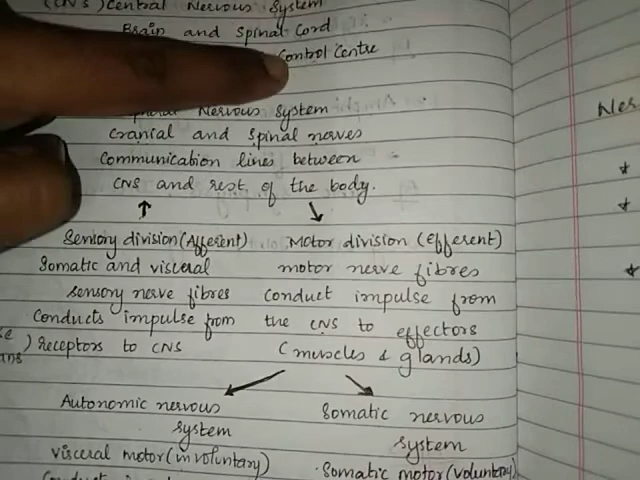 (CNS) Central Nervous System
Brain and Spinal Cord
Control Centre
Nervous System
Cranial and Spinal nerves
Communication lines between
CNS and rest of the body.
Sensory division (Afferent)
Somatic and visceral
sensory nerve fibres
Conducts impulse from
receptors to CNS
Motor division (efferent)
motor nerve fibres
Conduct impulse from
the CNS to effectors
(muscles & glands)
Autonomic nervous
system
visceral motor (involuntary)
Somatic nervous
system
Somatic motor (voluntary)
Ner